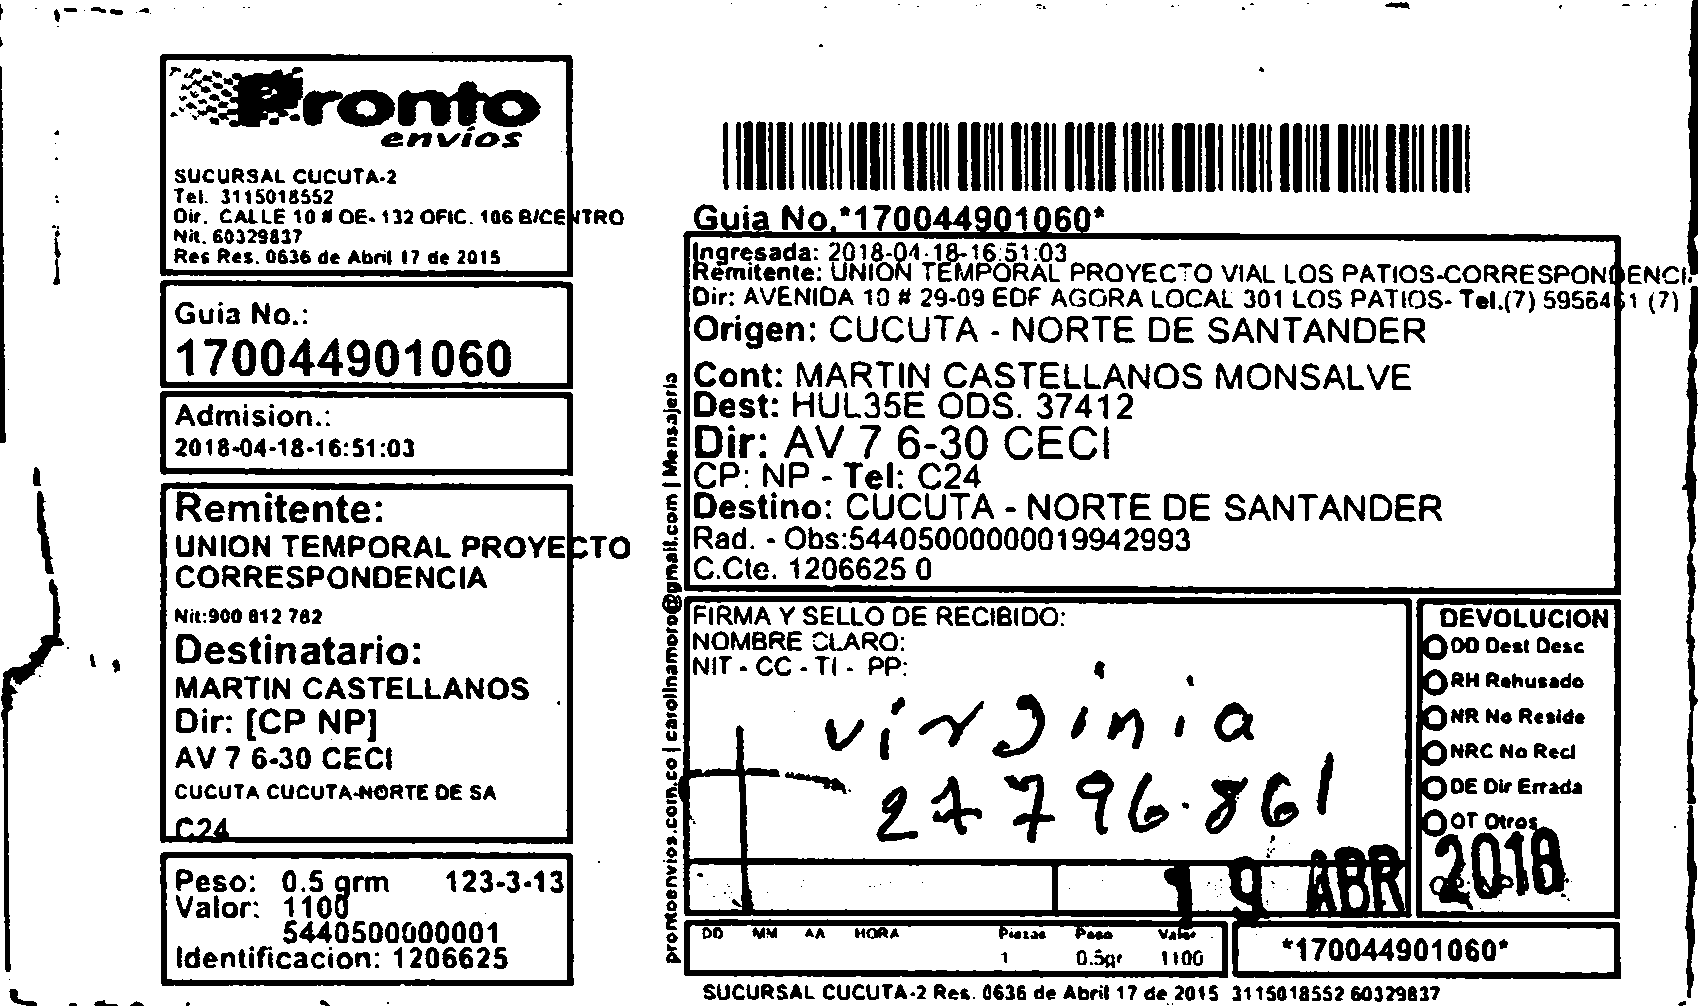 Pronto
envíos
SUCURSAL CUCUTA-2
Tel. 3115018552
Dir. CALLE 10 # OE- 132 OFIC. 106 B/CENTRO
Nit. 60329837
Res Res. 0636 de Abril 17 de 2015
Guia No.:
170044901060
Admision.:
2018-04-18-16:51:03
Remitente:
UNION TEMPORAL PROYECTO
CORRESPONDENCIA
Nit:900 812 782
Destinatario:
MARTIN CASTELLANOS
Dir: [CP NP]
AV 7 6-30 CECI
CUCUTA CUCUTA-NORTE DE SA
C24
Peso: 0.5 grm 123-3-13
Valor: 1100
5440500000001
Identificacion: 1206625
prontoenvios.com.co | carolinamoro@gmail.com | Mensajeria
Guia No.*170044901060*
Ingresada: 2018-04-18-16:51:03
Remitente: UNION TEMPORAL PROYECTO VIAL LOS PATIOS-CORRESPONDENCI
Dir: AVENIDA 10 # 29-09 EDF AGORA LOCAL 301 LOS PATIOS- Tel.(7) 5956461 (7)
Origen: CUCUTA - NORTE DE SANTANDER
Cont: MARTIN CASTELLANOS MONSALVE
Dest: HUL35E ODS. 37412
Dir: AV 7 6-30 CECI
CP: NP - Tel: C24
Destino: CUCUTA - NORTE DE SANTANDER
Rad. - Obs:54405000000019942993
C.Cte. 1206625 0
FIRMA Y SELLO DE RECIBIDO:
NOMBRE CLARO:
NIT - CC - TI - PP:
virginia
27796.861
19 ABR 2018
DEVOLUCION
DD Dest Desc
RH Rehusado
NR No Reside
NRC No Recl
DE Dir Errada
OT Otros
DD MM AA HORA Piezas Peso Valor
1 0.5gr 1100
*170044901060*
SUCURSAL CUCUTA-2 Res. 0636 de Abril 17 de 2015 3115018552 60329837